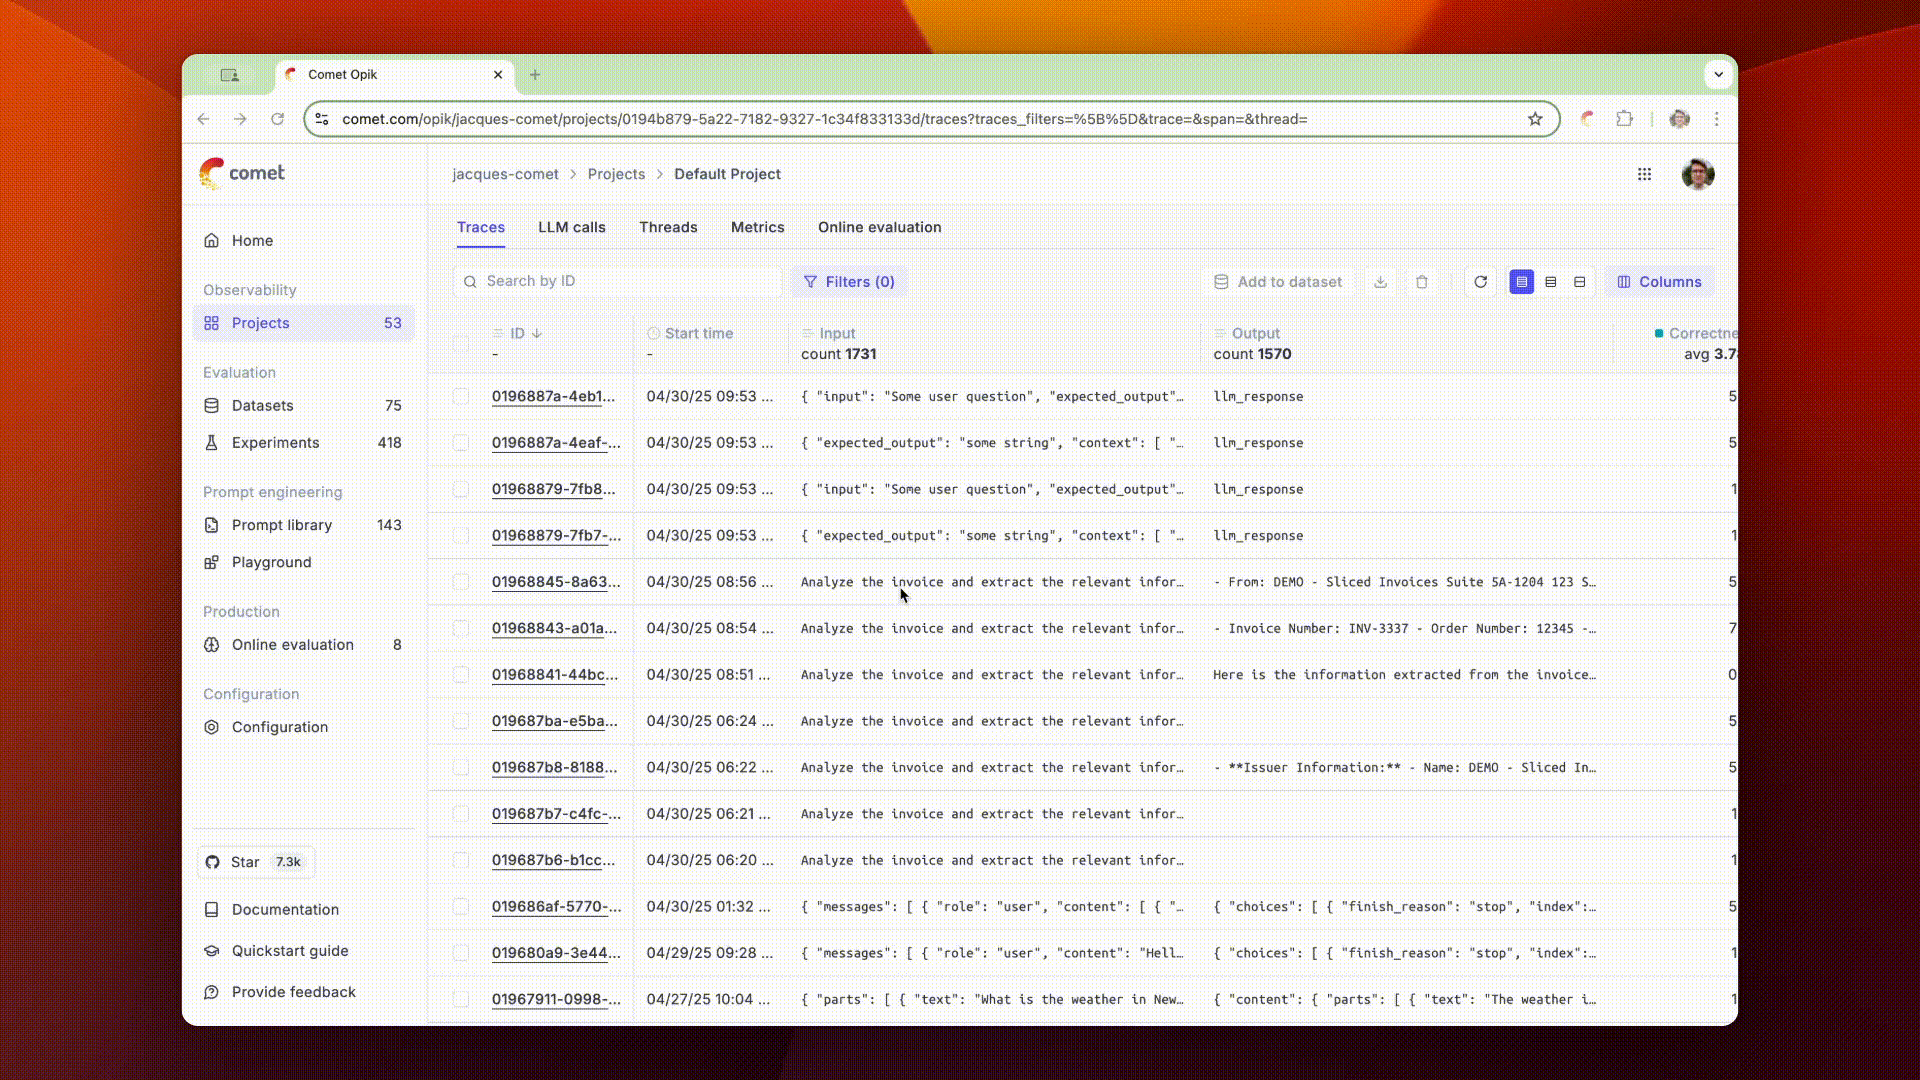 Comet Opik
comet.com/opik/jacques-comet/projects/0194b879-5a22-7182-9327-1c34f833133d/traces?traces_filters=%5B%5D&trace=&span=&thread=
comet
jacques-comet > Projects > Default Project
Home
Observability
Projects 53
Evaluation
Datasets 75
Experiments 418
Prompt engineering
Prompt library 143
Playground
Production
Online evaluation 8
Configuration
Configuration
Star 7.3k
Documentation
Quickstart guide
Provide feedback
Traces LLM calls Threads Metrics Online evaluation
Search by ID Filters (0) Add to dataset Columns
ID Start time Input Output Correctne
- - count 1731 count 1570 avg 3.7
0196887a-4eb1... 04/30/25 09:53 ... { "input": "Some user question", "expected_output"… llm_response 5
0196887a-4eaf-... 04/30/25 09:53 ... { "expected_output": "some string", "context": [ "… llm_response 5
01968879-7fb8... 04/30/25 09:53 ... { "input": "Some user question", "expected_output"… llm_response 1
01968879-7fb7-... 04/30/25 09:53 ... { "expected_output": "some string", "context": [ "… llm_response 1
01968845-8a63... 04/30/25 08:56 ... Analyze the invoice and extract the relevant infor… - From: DEMO - Sliced Invoices Suite 5A-1204 123 S… 5
01968843-a01a... 04/30/25 08:54 ... Analyze the invoice and extract the relevant infor… - Invoice Number: INV-3337 - Order Number: 12345 -… 7
01968841-44bc... 04/30/25 08:51 ... Analyze the invoice and extract the relevant infor… Here is the information extracted from the invoice… 0
019687ba-e5ba... 04/30/25 06:24 ... Analyze the invoice and extract the relevant infor… 5
019687b8-8188... 04/30/25 06:22 ... Analyze the invoice and extract the relevant infor… - **Issuer Information:** - Name: DEMO - Sliced In… 5
019687b7-c4fc-... 04/30/25 06:21 ... Analyze the invoice and extract the relevant infor… 1
019687b6-b1cc... 04/30/25 06:20 ... Analyze the invoice and extract the relevant infor… 1
019686af-5770-... 04/30/25 01:32 ... { "messages": [ { "role": "user", "content": [ { "… { "choices": [ { "finish_reason": "stop", "index":… 5
019680a9-3e44... 04/29/25 09:28 ... { "messages": [ { "role": "user", "content": "Hell… { "choices": [ { "finish_reason": "stop", "index":… 1
01967911-0998-... 04/27/25 10:04 ... { "parts": [ { "text": "What is the weather in New… { "content": { "parts": [ { "text": "The weather i… 1